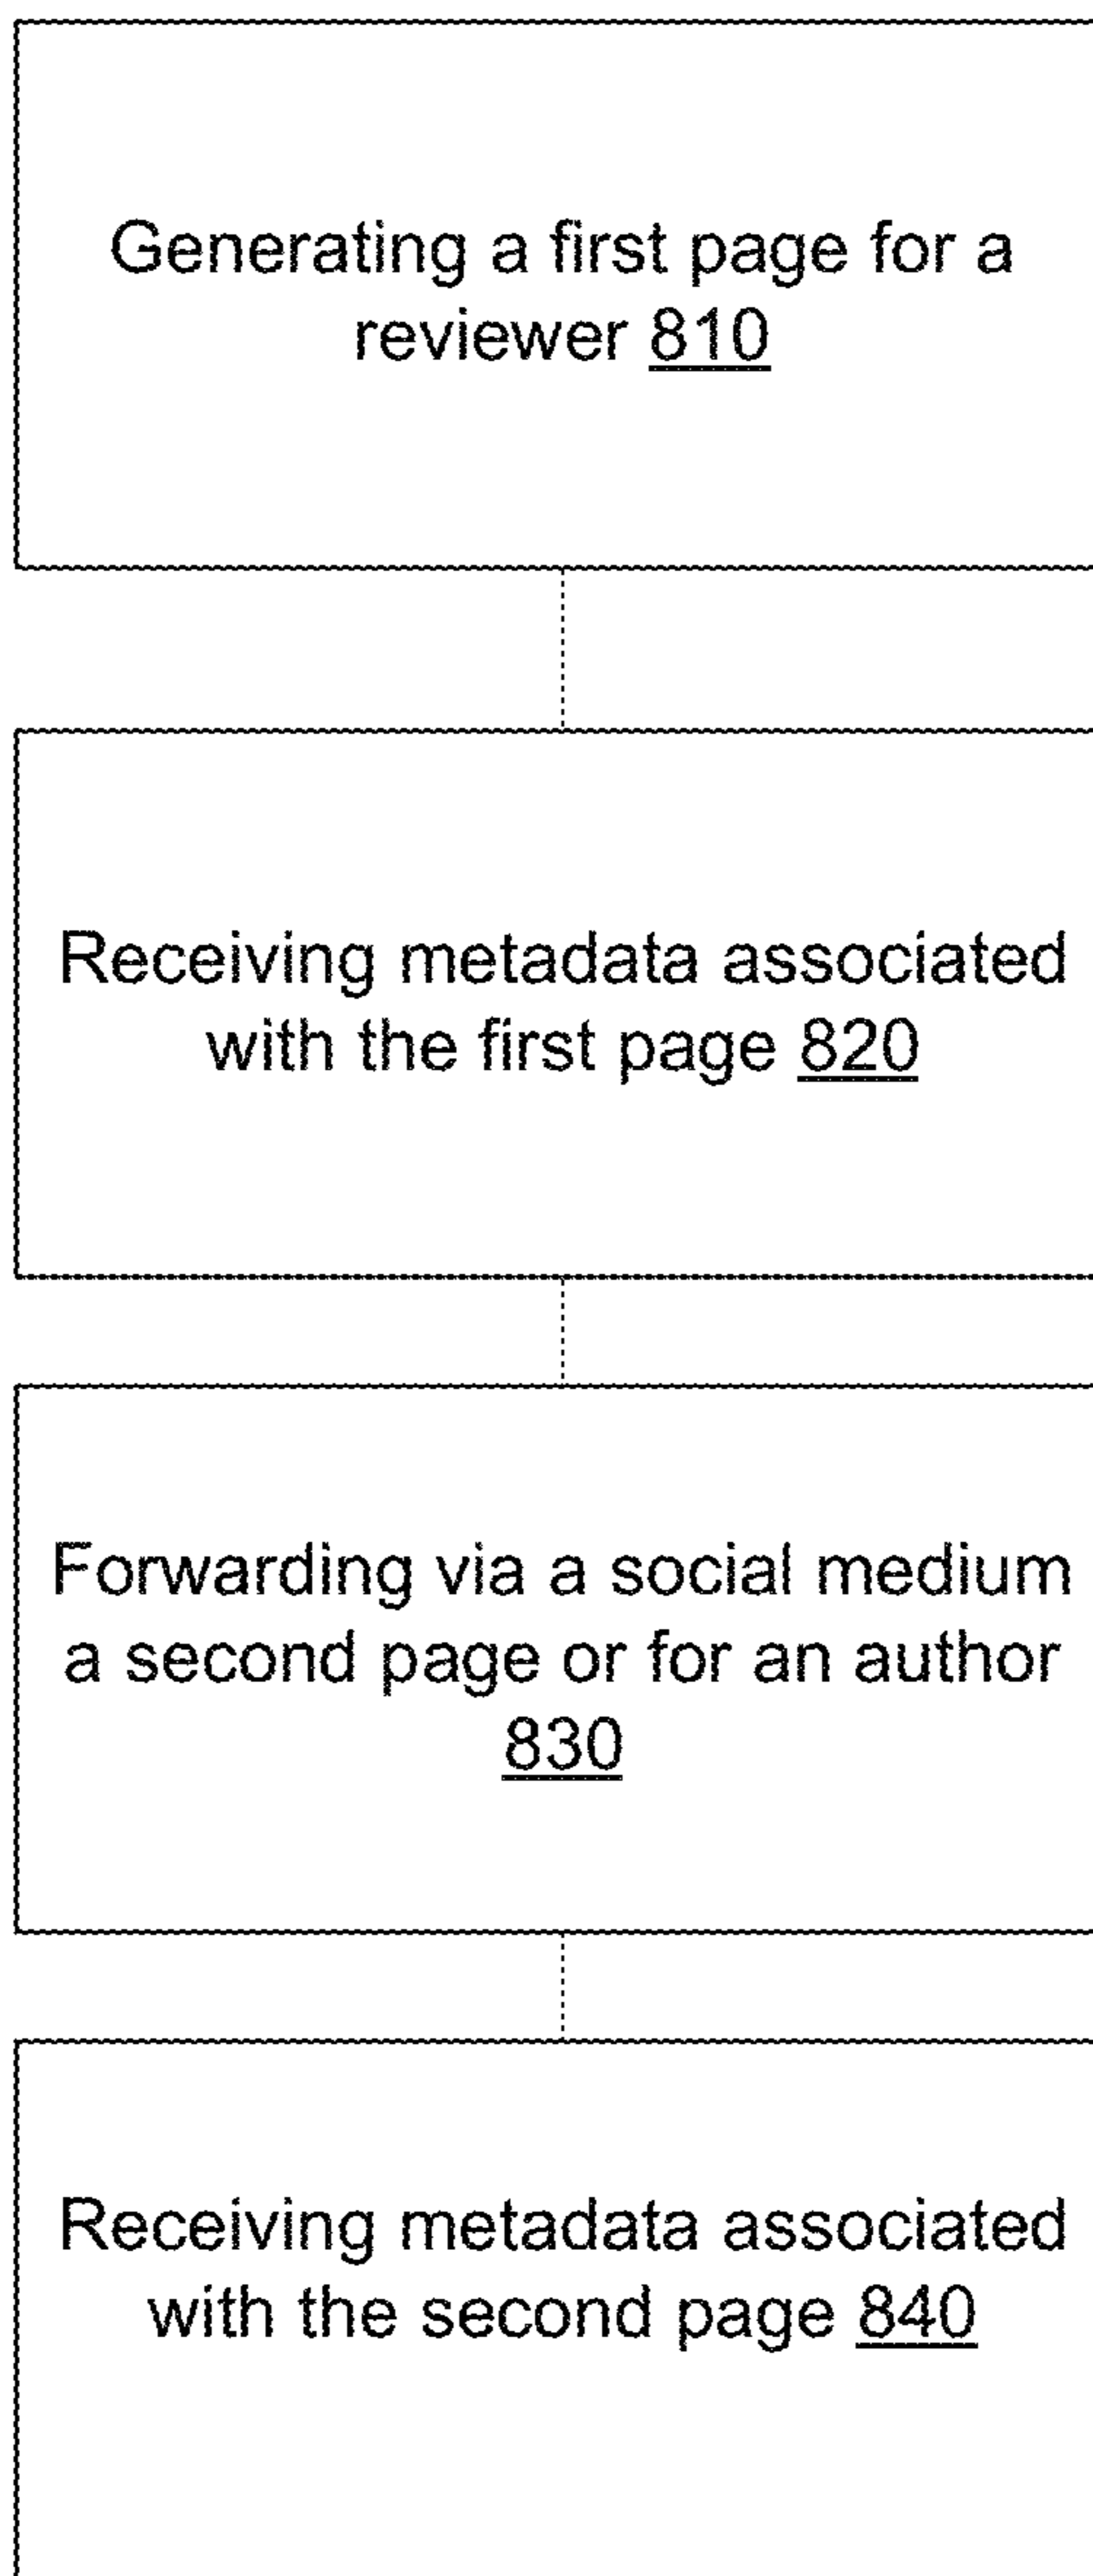 Generating a first page for a
reviewer 810
Receiving metadata associated
with the first page 820
Forwarding via a social medium
a second page or for an author
830
Receiving metadata associated
with the second page 840